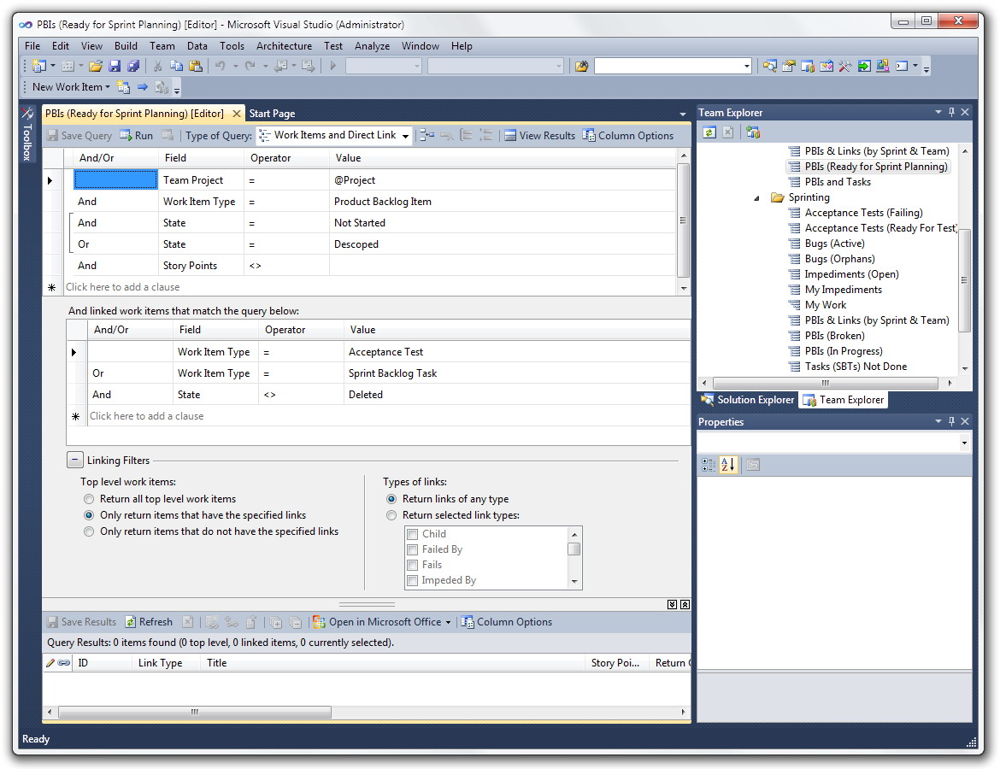 PBIs (Ready for Sprint Planning) [Editor] - Microsoft Visual Studio (Administrator)
File Edit View Build Team Data Tools Architecture Test Analyze Window Help
New Work Item
Toolbox
PBIs (Ready for Sprint Planning) [Editor] Start Page
Save Query Run Type of Query: Work Items and Direct Link View Results Column Options
And/Or Field Operator Value
Team Project = @Project
And Work Item Type = Product Backlog Item
And State = Not Started
Or State = Descoped
And Story Points <>
Click here to add a clause
And linked work items that match the query below:
And/Or Field Operator Value
Work Item Type = Acceptance Test
Or Work Item Type = Sprint Backlog Task
And State <> Deleted
Click here to add a clause
Linking Filters
Top level work items:
Return all top level work items
Only return items that have the specified links
Only return items that do not have the specified links
Types of links:
Return links of any type
Return selected link types:
Child
Failed By
Fails
Impeded By
Save Results Refresh Open in Microsoft Office Column Options
Query Results: 0 items found (0 top level, 0 linked items, 0 currently selected).
ID Link Type Title Story Poi... Return
Team Explorer
PBIs & Links (by Sprint & Team)
PBIs (Ready for Sprint Planning)
PBIs and Tasks
Sprinting
Acceptance Tests (Failing)
Acceptance Tests (Ready For Test)
Bugs (Active)
Bugs (Orphans)
Impediments (Open)
My Impediments
My Work
PBIs & Links (by Sprint & Team)
PBIs (Broken)
PBIs (In Progress)
Tasks (SBTs) Not Done
Solution Explorer Team Explorer
Properties
Ready